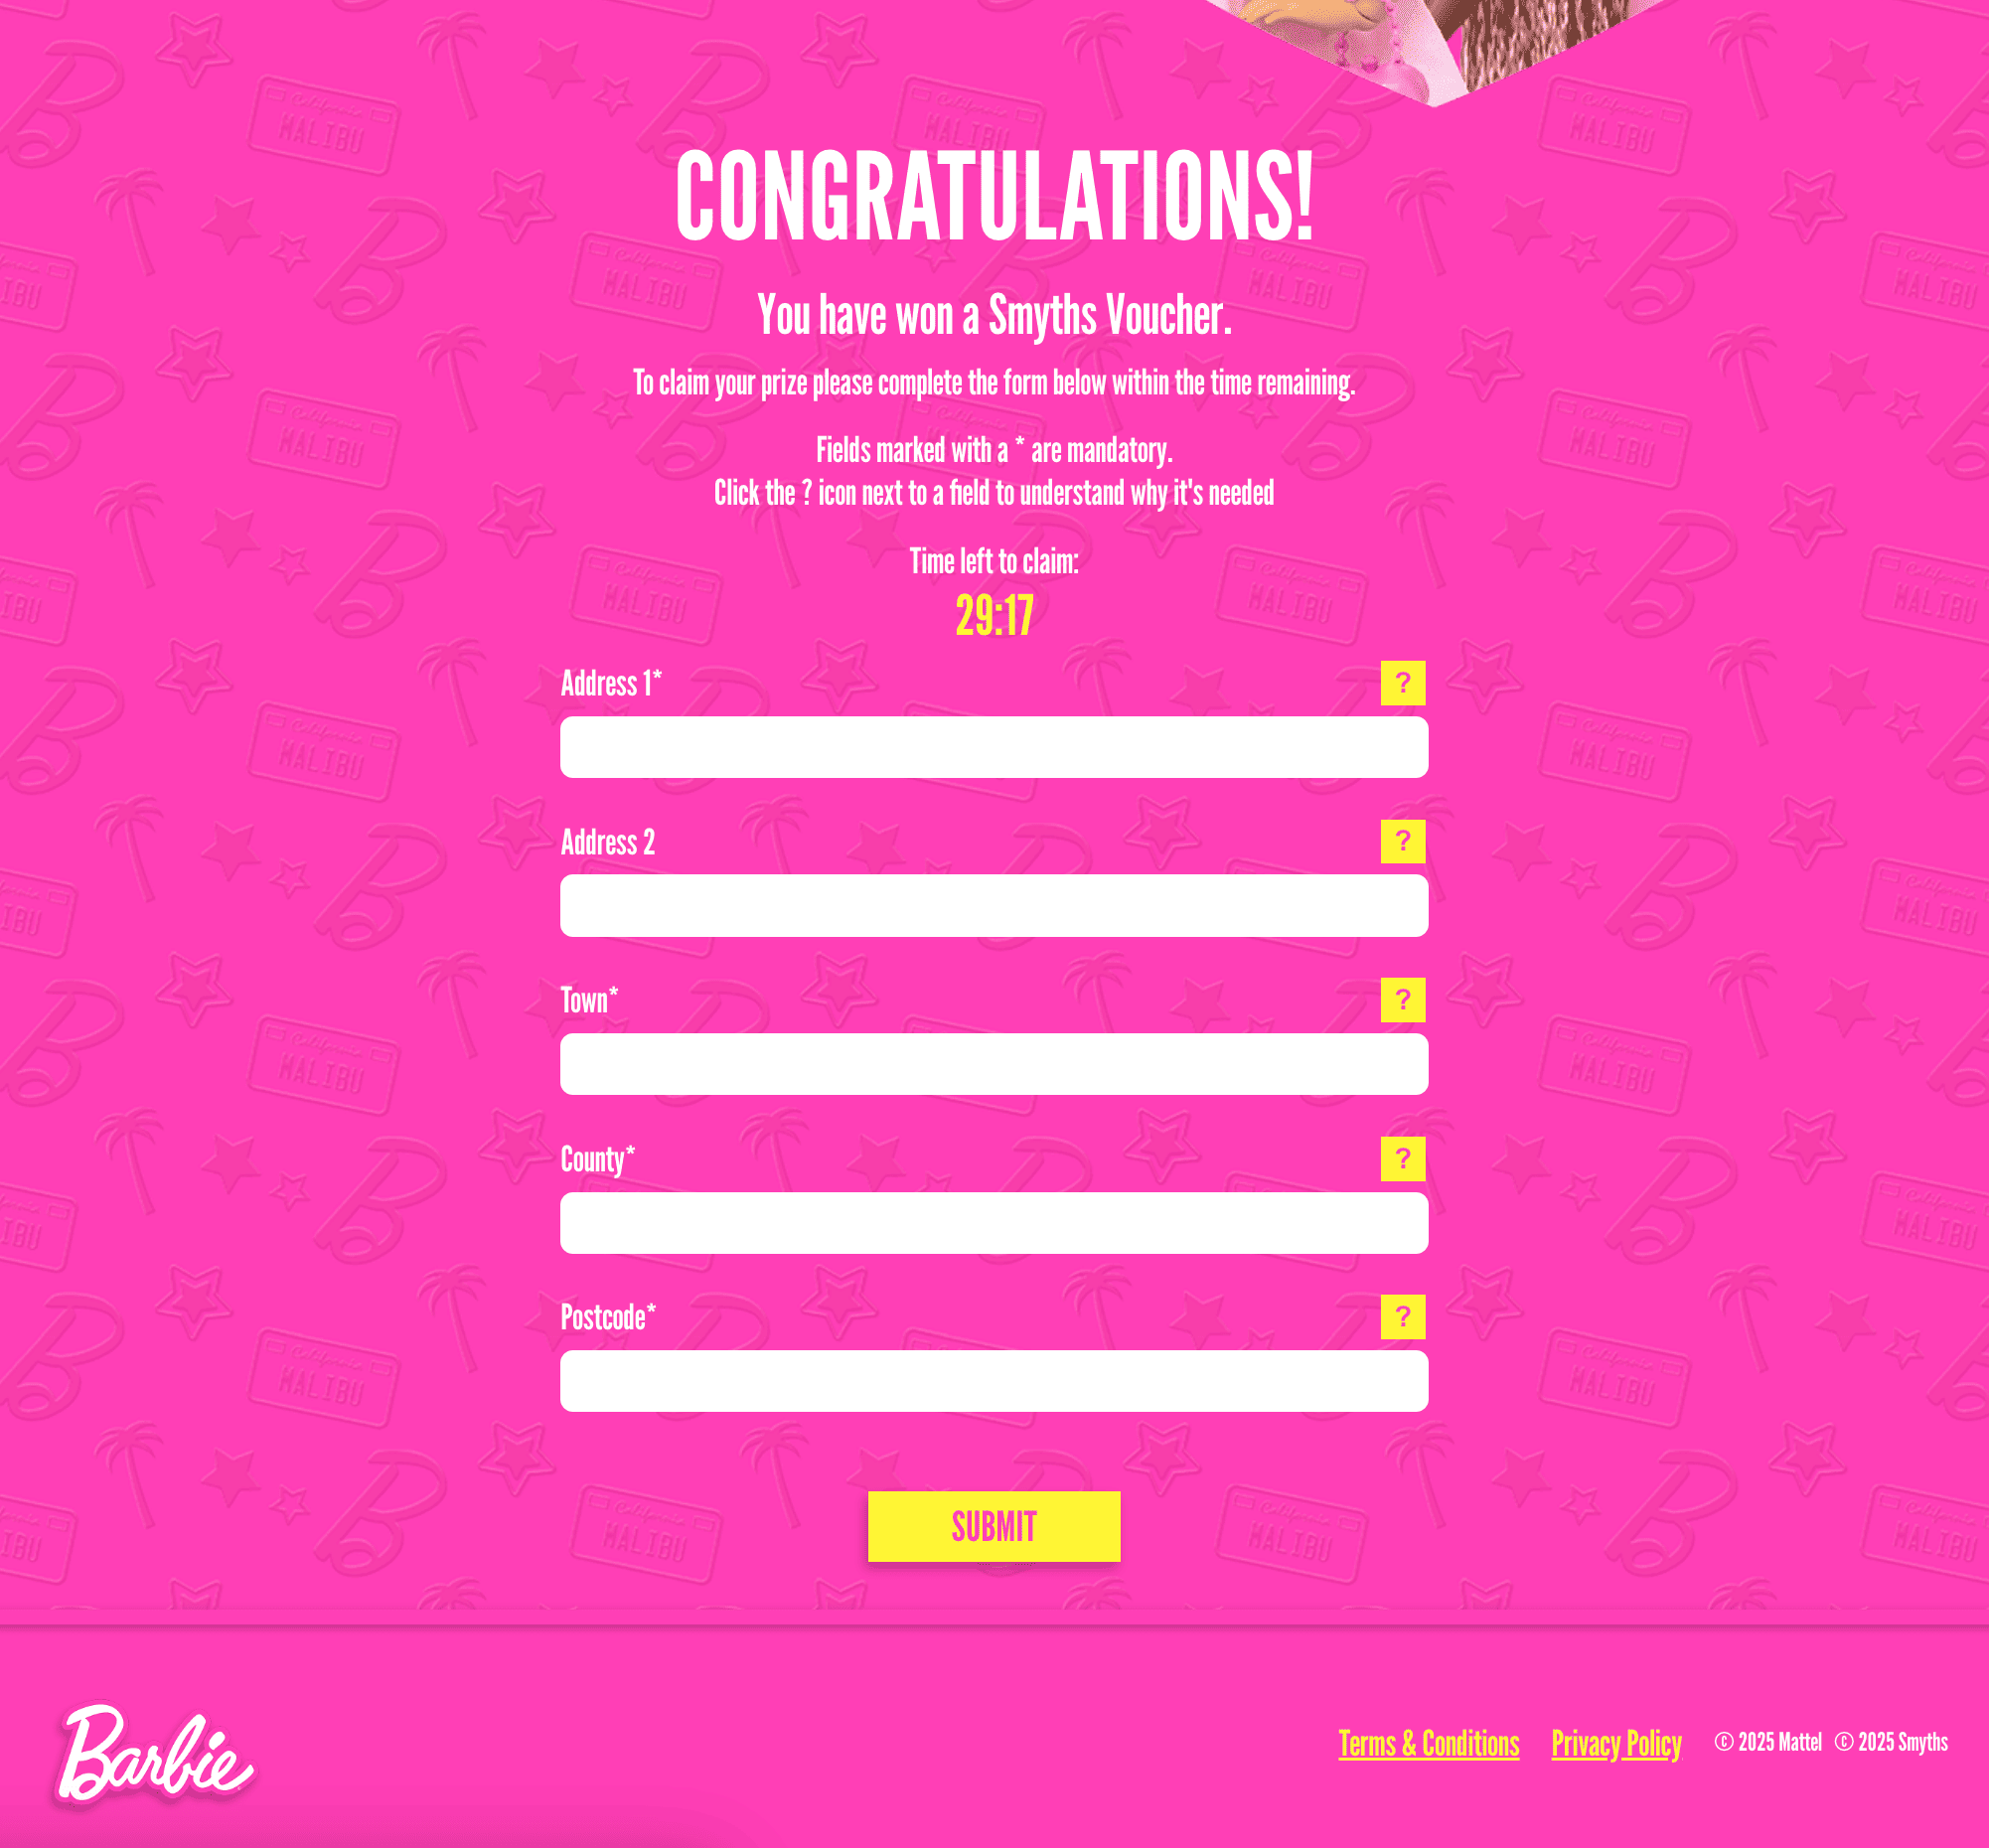 CONGRATULATIONS!
You have won a Smyths Voucher.
To claim your prize please complete the form below within the time remaining.
Fields marked with a * are mandatory.
Click the ? icon next to a field to understand why it's needed
Time left to claim:
29:17
Address 1* ?
Address 2 ?
Town* ?
County* ?
Postcode* ?
SUBMIT
Barbie
Terms & Conditions Privacy Policy © 2025 Mattel © 2025 Smyths
California
MALIBU